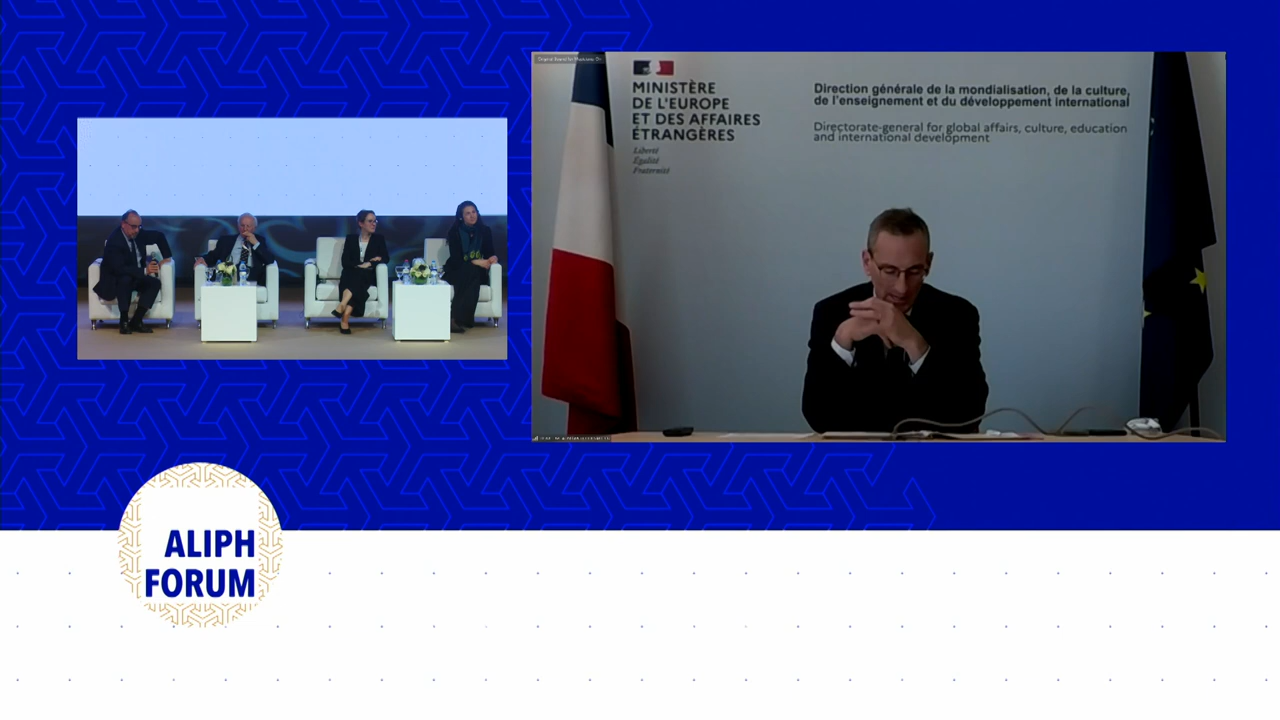 MINISTÈRE
DE L'EUROPE
ET DES AFFAIRES
ÉTRANGÈRES
Liberté
Égalité
Fraternité
Direction générale de la mondialisation, de la culture,
de l'enseignement et du développement international
Directorate-general for global affairs, culture, education
and international development
ALIPH
FORUM